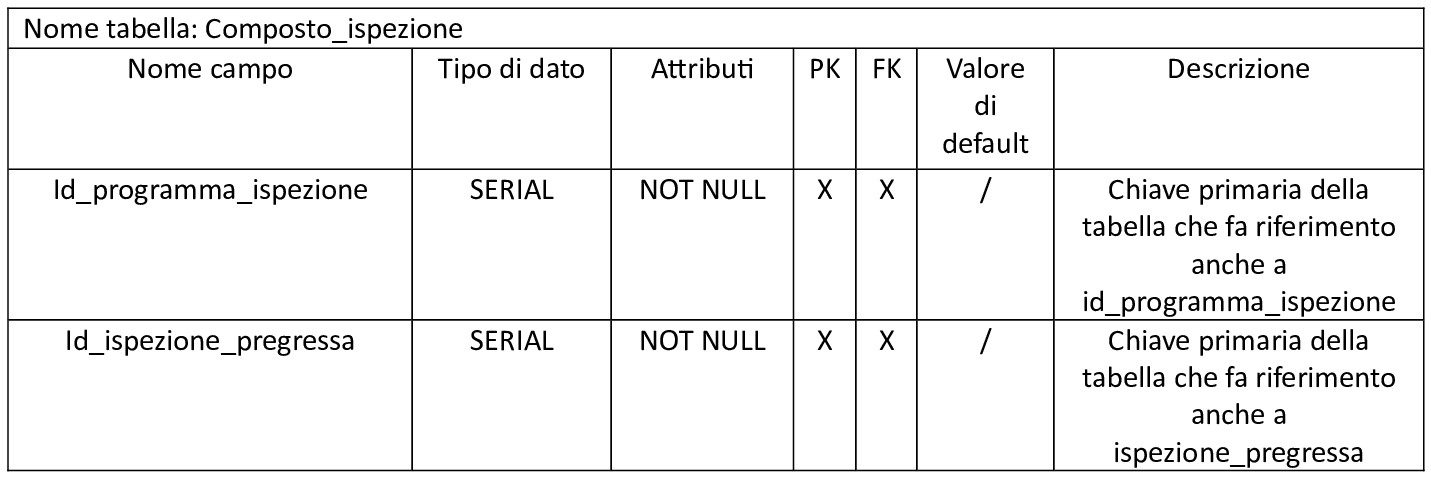 Nome tabella: Composto_ispezione
Nome campo Tipo di dato Attributi PK FK Valore di default Descrizione
Id_programma_ispezione SERIAL NOT NULL X X / Chiave primaria della
tabella che fa riferimento
anche a
id_programma_ispezione
Id_ispezione_pregressa SERIAL NOT NULL X X / Chiave primaria della
tabella che fa riferimento
anche a
ispezione_pregressa